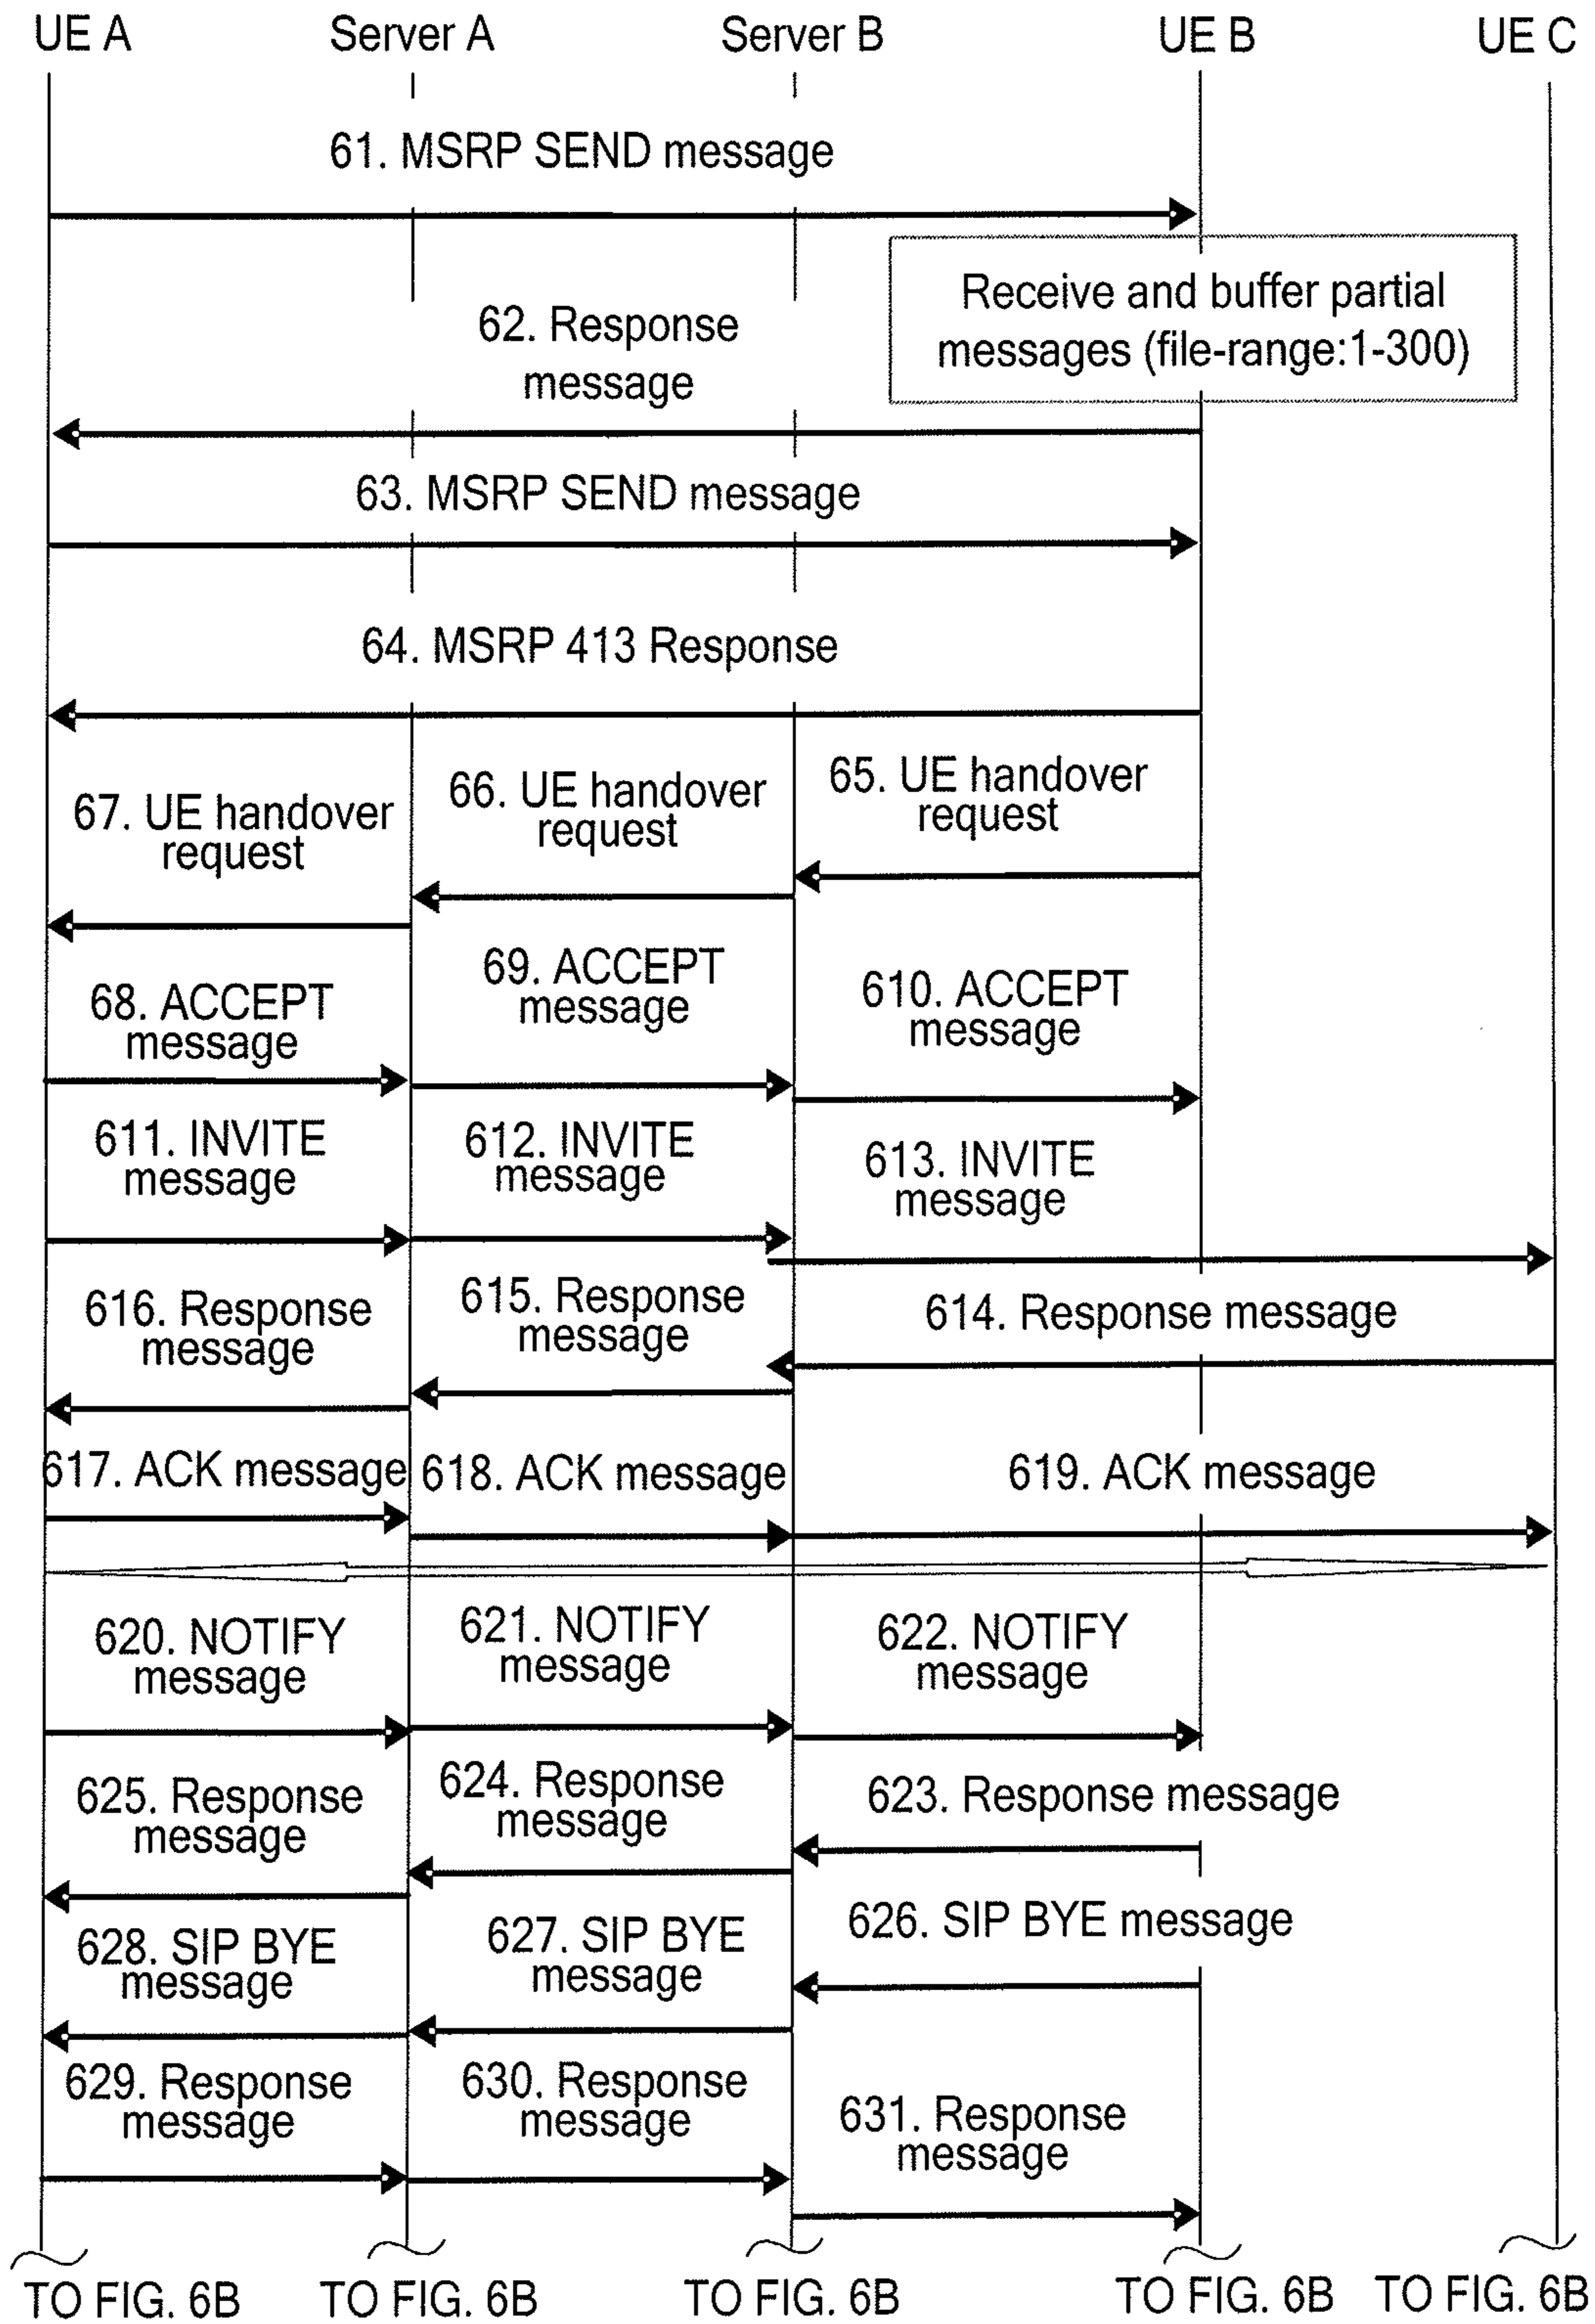 UE A
Server A
Server B
UE B
UE C
61. MSRP SEND message
Receive and buffer partial
messages (file-range:1-300)
62. Response
message
63. MSRP SEND message
64. MSRP 413 Response
65. UE handover
request
66. UE handover
request
67. UE handover
request
68. ACCEPT
message
69. ACCEPT
message
610. ACCEPT
message
611. INVITE
message
612. INVITE
message
613. INVITE
message
614. Response message
615. Response
message
616. Response
message
617. ACK message
618. ACK message
619. ACK message
620. NOTIFY
message
621. NOTIFY
message
622. NOTIFY
message
623. Response message
624. Response
message
625. Response
message
626. SIP BYE message
627. SIP BYE
message
628. SIP BYE
message
629. Response
message
630. Response
message
631. Response
message
TO FIG. 6B
TO FIG. 6B
TO FIG. 6B
TO FIG. 6B
TO FIG. 6B